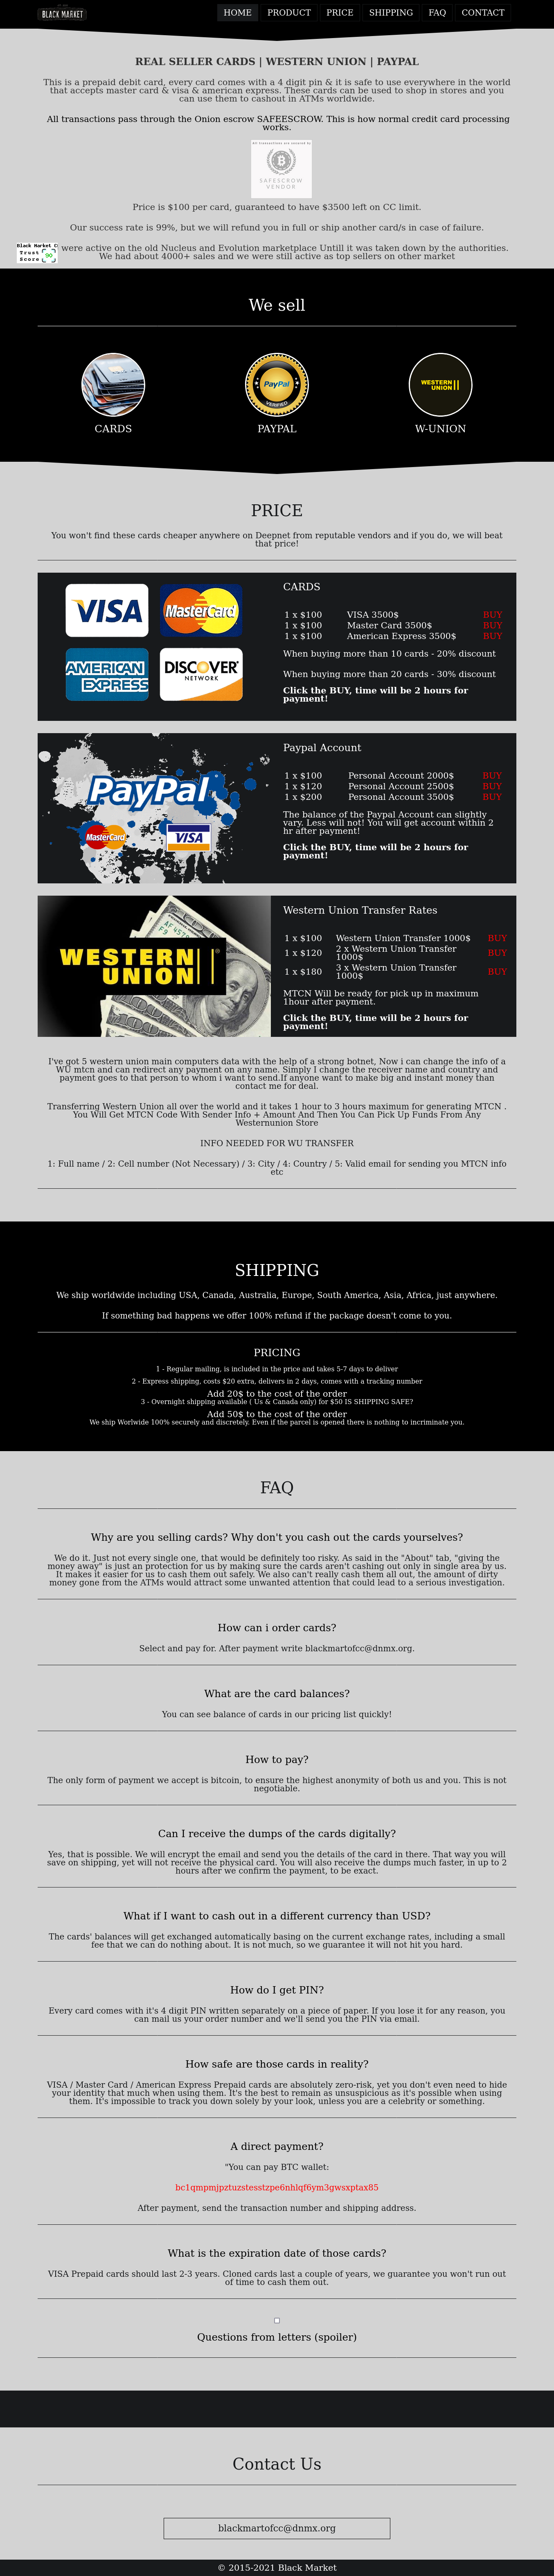 BLACK MARKET
HOME PRODUCT PRICE SHIPPING FAQ CONTACT
REAL SELLER CARDS | WESTERN UNION | PAYPAL
This is a prepaid debit card, every card comes with a 4 digit pin & it is safe to use everywhere in the world
that accepts master card & visa & american express. These cards can be used to shop in stores and you
can use them to cashout in ATMs worldwide.
All transactions pass through the Onion escrow SAFEESCROW. This is how normal credit card processing
works.
All transactions are secured by
SAFESCROW
VENDOR
Price is $100 per card, guaranteed to have $3500 left on CC limit.
Our success rate is 99%, but we will refund you in full or ship another card/s in case of failure.
were active on the old Nucleus and Evolution marketplace Untill it was taken down by the authorities.
We had about 4000+ sales and we were still active as top sellers on other market
Black Market C
Trust
Score
90
We sell
PayPal
VERIFIED
WESTERN
UNION
CARDS
PAYPAL
W-UNION
PRICE
You won't find these cards cheaper anywhere on Deepnet from reputable vendors and if you do, we will beat
that price!
VISA
MasterCard
AMERICAN
EXPRESS
DISCOVER
NETWORK
CARDS
1 x $100 VISA 3500$ BUY
1 x $100 Master Card 3500$ BUY
1 x $100 American Express 3500$ BUY
When buying more than 10 cards - 20% discount
When buying more than 20 cards - 30% discount
Click the BUY, time will be 2 hours for
payment!
PayPal
MasterCard
VISA
Paypal Account
1 x $100 Personal Account 2000$ BUY
1 x $120 Personal Account 2500$ BUY
1 x $200 Personal Account 3500$ BUY
The balance of the Paypal Account can slightly
vary. Less will not! You will get account within 2
hr after payment!
Click the BUY, time will be 2 hours for
payment!
WESTERN
UNION
Western Union Transfer Rates
1 x $100 Western Union Transfer 1000$ BUY
1 x $120 2 x Western Union Transfer
1000$ BUY
1 x $180 3 x Western Union Transfer
1000$ BUY
MTCN Will be ready for pick up in maximum
1hour after payment.
Click the BUY, time will be 2 hours for
payment!
I've got 5 western union main computers data with the help of a strong botnet, Now i can change the info of a
WU mtcn and can redirect any payment on any name. Simply I change the receiver name and country and
payment goes to that person to whom i want to send.If anyone want to make big and instant money than
contact me for deal.
Transferring Western Union all over the world and it takes 1 hour to 3 hours maximum for generating MTCN .
You Will Get MTCN Code With Sender Info + Amount And Then You Can Pick Up Funds From Any
Westernunion Store
INFO NEEDED FOR WU TRANSFER
1: Full name / 2: Cell number (Not Necessary) / 3: City / 4: Country / 5: Valid email for sending you MTCN info
etc
SHIPPING
We ship worldwide including USA, Canada, Australia, Europe, South America, Asia, Africa, just anywhere.
If something bad happens we offer 100% refund if the package doesn't come to you.
PRICING
1 - Regular mailing, is included in the price and takes 5-7 days to deliver
2 - Express shipping, costs $20 extra, delivers in 2 days, comes with a tracking number
Add 20$ to the cost of the order
3 - Overnight shipping available ( Us & Canada only) for $50 IS SHIPPING SAFE?
Add 50$ to the cost of the order
We ship Worlwide 100% securely and discretely. Even if the parcel is opened there is nothing to incriminate you.
FAQ
Why are you selling cards? Why don't you cash out the cards yourselves?
We do it. Just not every single one, that would be definitely too risky. As said in the "About" tab, "giving the
money away" is just an protection for us by making sure the cards aren't cashing out only in single area by us.
It makes it easier for us to cash them out safely. We also can't really cash them all out, the amount of dirty
money gone from the ATMs would attract some unwanted attention that could lead to a serious investigation.
How can i order cards?
Select and pay for. After payment write blackmartofcc@dnmx.org.
What are the card balances?
You can see balance of cards in our pricing list quickly!
How to pay?
The only form of payment we accept is bitcoin, to ensure the highest anonymity of both us and you. This is not
negotiable.
Can I receive the dumps of the cards digitally?
Yes, that is possible. We will encrypt the email and send you the details of the card in there. That way you will
save on shipping, yet will not receive the physical card. You will also receive the dumps much faster, in up to 2
hours after we confirm the payment, to be exact.
What if I want to cash out in a different currency than USD?
The cards' balances will get exchanged automatically basing on the current exchange rates, including a small
fee that we can do nothing about. It is not much, so we guarantee it will not hit you hard.
How do I get PIN?
Every card comes with it's 4 digit PIN written separately on a piece of paper. If you lose it for any reason, you
can mail us your order number and we'll send you the PIN via email.
How safe are those cards in reality?
VISA / Master Card / American Express Prepaid cards are absolutely zero-risk, yet you don't even need to hide
your identity that much when using them. It's the best to remain as unsuspicious as it's possible when using
them. It's impossible to track you down solely by your look, unless you are a celebrity or something.
A direct payment?
"You can pay BTC wallet:
bc1qmpmjpztuzstesstzpe6nhlqf6ym3gwsxptax85
After payment, send the transaction number and shipping address.
What is the expiration date of those cards?
VISA Prepaid cards should last 2-3 years. Cloned cards last a couple of years, we guarantee you won't run out
of time to cash them out.
Questions from letters (spoiler)
Contact Us
blackmartofcc@dnmx.org
© 2015-2021 Black Market